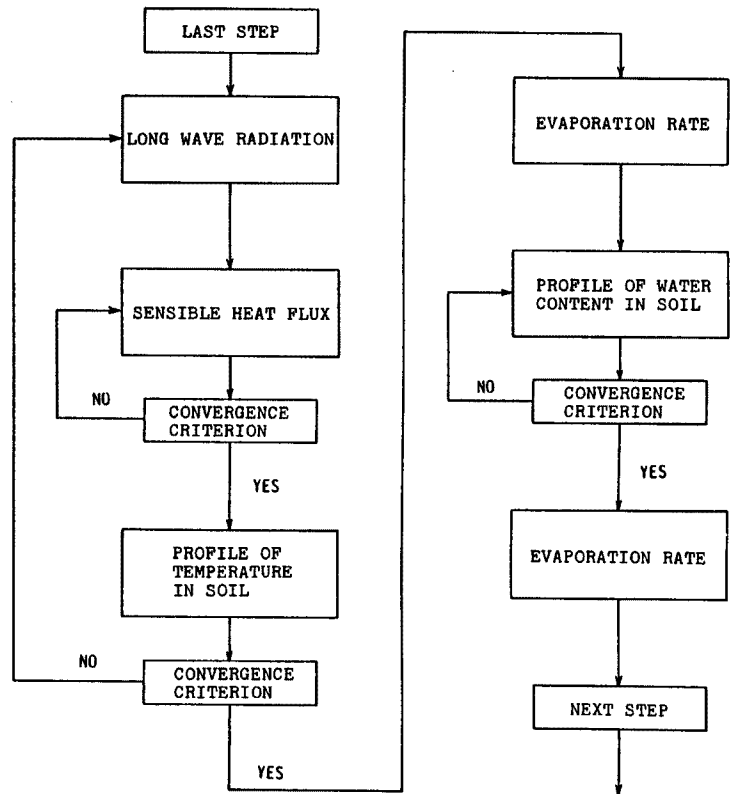 LAST STEP
LONG WAVE RADIATION
SENSIBLE HEAT FLUX
NO
CONVERGENCE
CRITERION
YES
PROFILE OF
TEMPERATURE
IN SOIL
NO
CONVERGENCE
CRITERION
YES
EVAPORATION RATE
PROFILE OF WATER
CONTENT IN SOIL
NO
CONVERGENCE
CRITERION
YES
EVAPORATION RATE
NEXT STEP